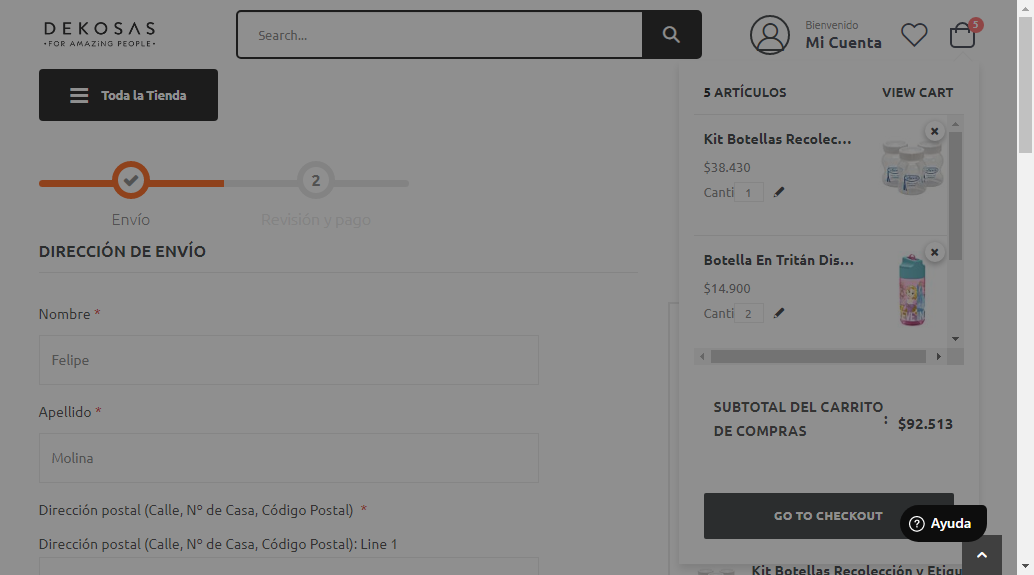 DEKOSAS
•FOR AMAZING PEOPLE•
Search...
Bienvenido
Mi Cuenta
5
Toda la Tienda
5 ARTÍCULOS
VIEW CART
Kit Botellas Recolec...
$38.430
Canti 1
Botella En Tritán Dis...
$14.900
Canti 2
SUBTOTAL DEL CARRITO
DE COMPRAS
: $92.513
GO TO CHECKOUT
2
Envío
Revisión y pago
DIRECCIÓN DE ENVÍO
Nombre *
Felipe
Apellido *
Molina
Dirección postal (Calle, Nº de Casa, Código Postal) *
Dirección postal (Calle, Nº de Casa, Código Postal): Line 1
Ayuda
Kit Botellas Recolección y Etiqu